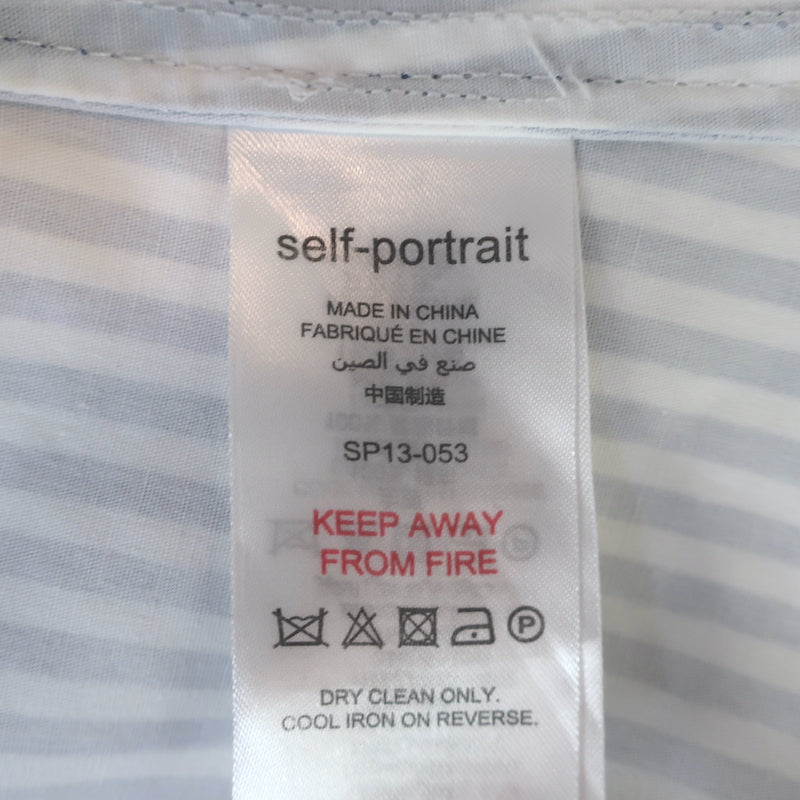 self-portrait
MADE IN CHINA
FABRIQUÉ EN CHINE
صنع في الصين
中国制造
SP13-053
KEEP AWAY
FROM FIRE
P
DRY CLEAN ONLY.
COOL IRON ON REVERSE.